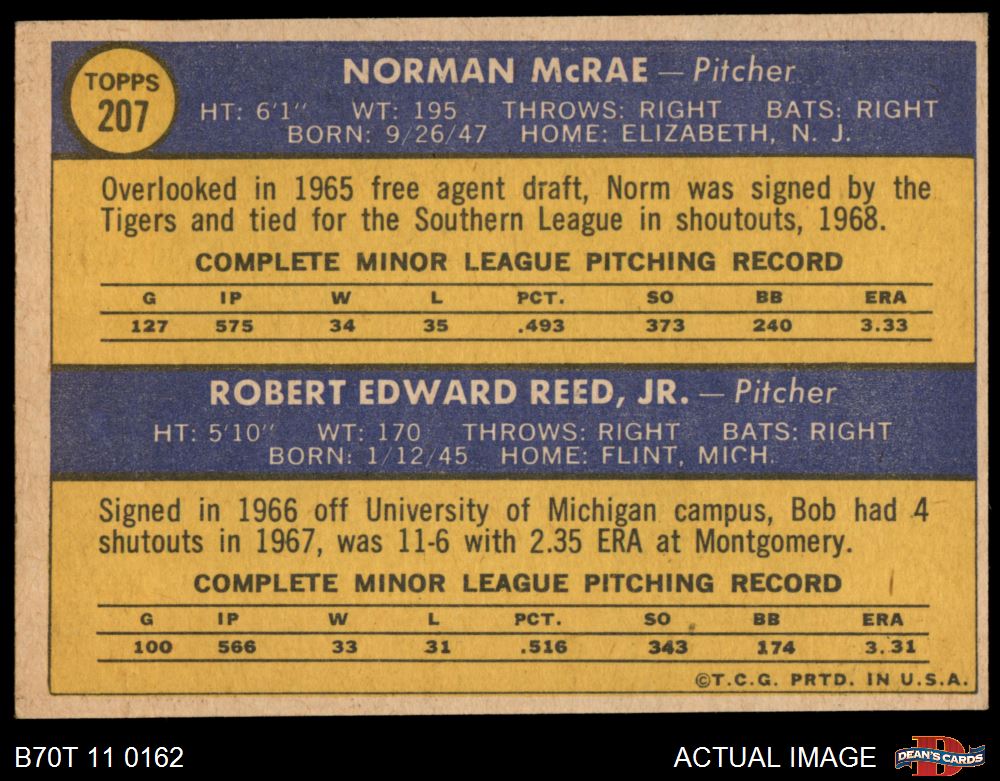 TOPPS
207
NORMAN McRAE — Pitcher
HT: 6'1" WT: 195 THROWS: RIGHT BATS: RIGHT
BORN: 9/26/47 HOME: ELIZABETH, N. J.
Overlooked in 1965 free agent draft, Norm was signed by the
Tigers and tied for the Southern League in shoutouts, 1968.
COMPLETE MINOR LEAGUE PITCHING RECORD
G IP W L PCT. SO BB ERA
127 575 34 35 .493 373 240 3.33
ROBERT EDWARD REED, JR. — Pitcher
HT: 5'10" WT: 170 THROWS: RIGHT BATS: RIGHT
BORN: 1/12/45 HOME: FLINT, MICH.
Signed in 1966 off University of Michigan campus, Bob had 4
shutouts in 1967, was 11-6 with 2.35 ERA at Montgomery.
COMPLETE MINOR LEAGUE PITCHING RECORD
G IP W L PCT. SO BB ERA
100 566 33 31 .516 343 174 3.31
©T.C.G. PRTD. IN U.S.A.
B70T 11 0162
ACTUAL IMAGE
D
DEAN'S CARDS